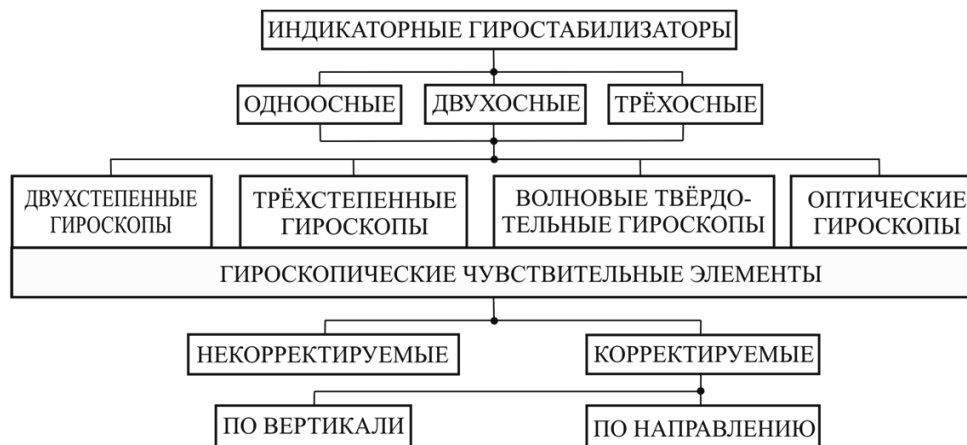 ИНДИКАТОРНЫЕ ГИРОСТАБИЛИЗАТОРЫ
ОДНООСНЫЕ
ДВУХОСНЫЕ
ТРЁХОСНЫЕ
ДВУХСТЕПЕННЫЕ
ГИРОСКОПЫ
ТРЁХСТЕПЕННЫЕ
ГИРОСКОПЫ
ВОЛНОВЫЕ ТВЁРДО-
ТЕЛЬНЫЕ ГИРОСКОПЫ
ОПТИЧЕСКИЕ
ГИРОСКОПЫ
ГИРОСКОПИЧЕСКИЕ ЧУВСТВИТЕЛЬНЫЕ ЭЛЕМЕНТЫ
НЕКОРРЕКТИРУЕМЫЕ
КОРРЕКТИРУЕМЫЕ
ПО ВЕРТИКАЛИ
ПО НАПРАВЛЕНИЮ